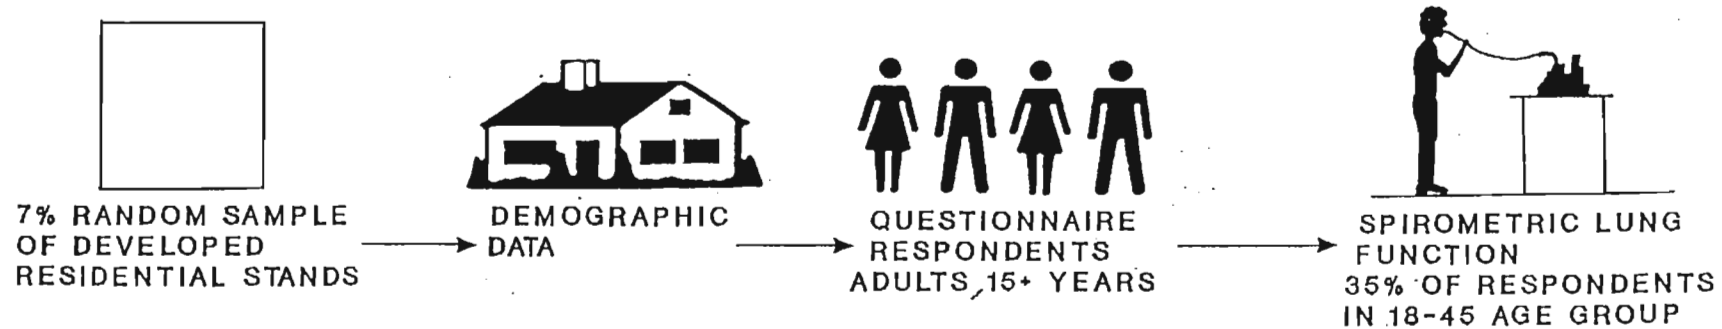 7% RANDOM SAMPLE
OF DEVELOPED
RESIDENTIAL STANDS
DEMOGRAPHIC
DATA
QUESTIONNAIRE
RESPONDENTS
ADULTS, 15+ YEARS
SPIROMETRIC LUNG
FUNCTION
35% OF RESPONDENTS
IN 18-45 AGE GROUP